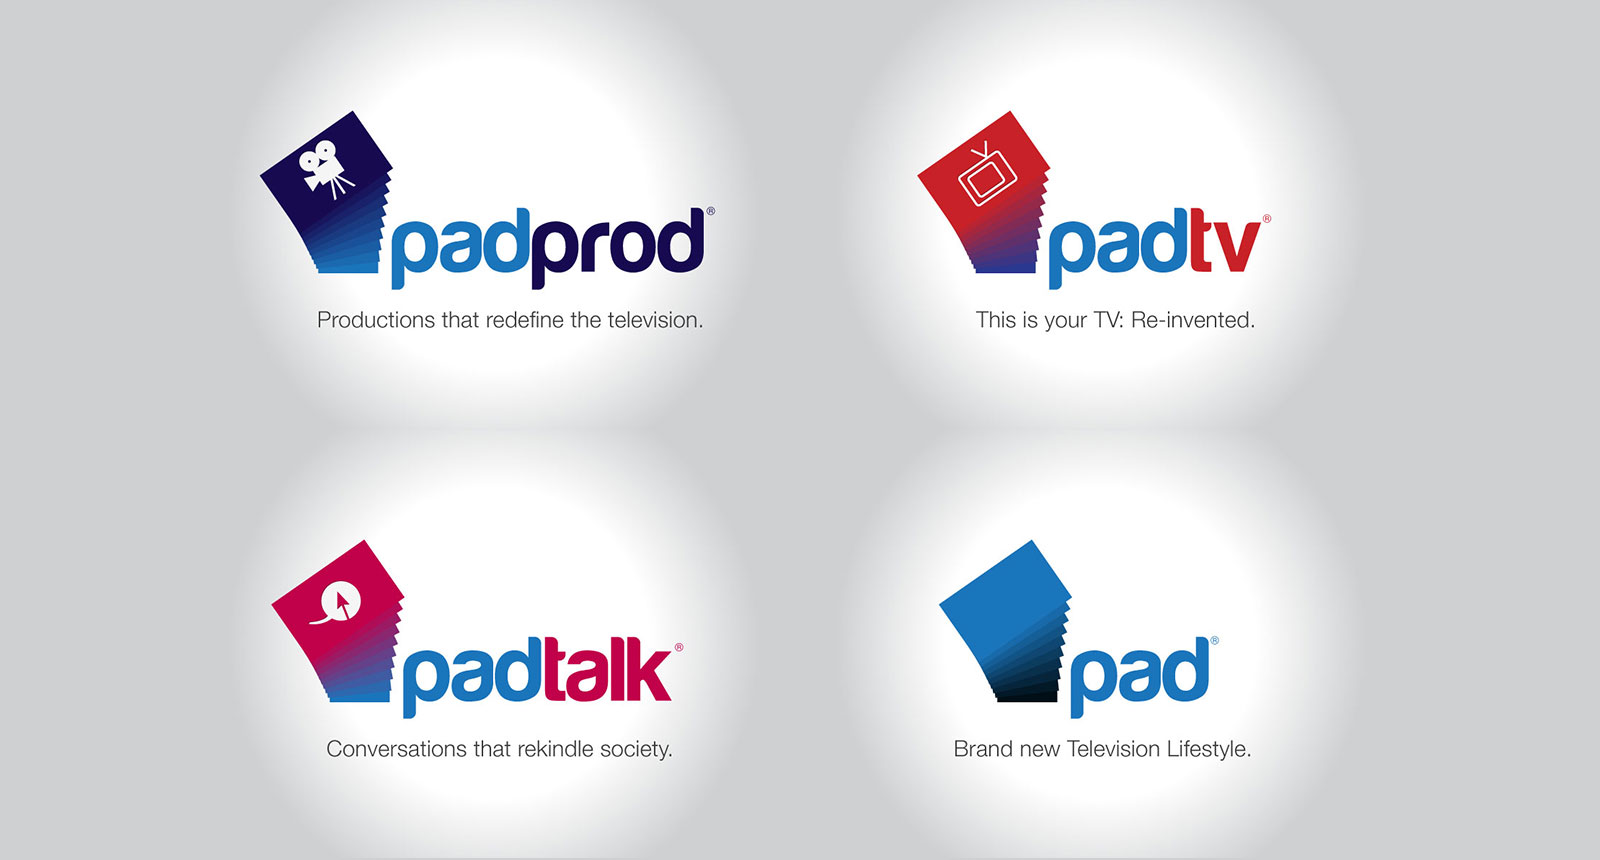 padprod®
Productions that redefine the television.
padtv®
This is your TV: Re-invented.
padtalk®
Conversations that rekindle society.
pad®
Brand new Television Lifestyle.